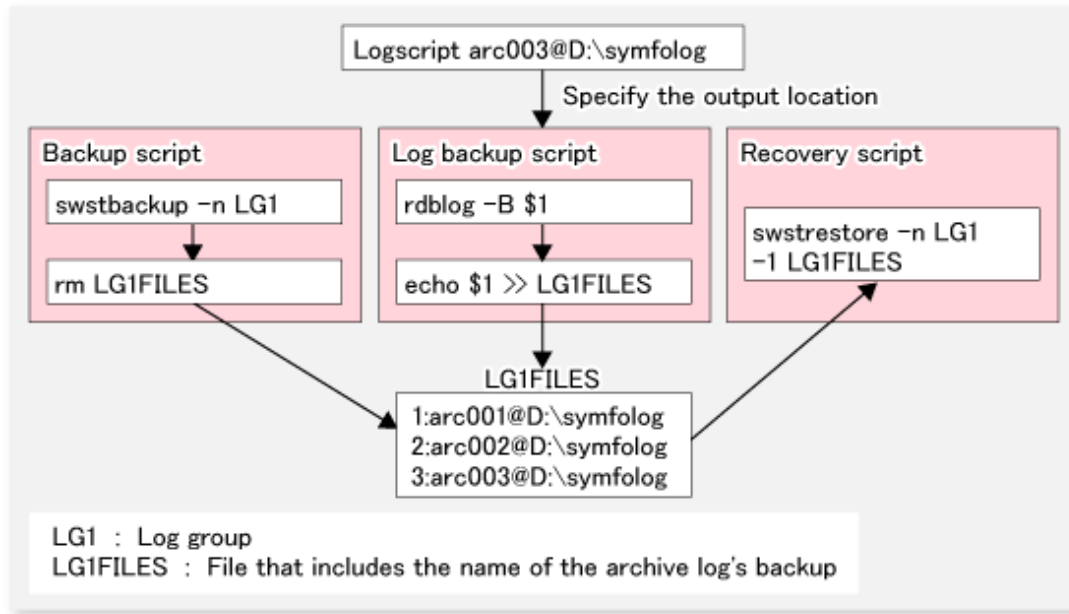 Logscript arc003@D:\symfolog
Specify the output location
Backup script
swstbackup -n LG1
rm LG1FILES
Log backup script
rdblog -B $1
echo $1 >> LG1FILES
Recovery script
swstrestore -n LG1
-1 LG1FILES
LG1FILES
1:arc001@D:\symfolog
2:arc002@D:\symfolog
3:arc003@D:\symfolog
LG1 : Log group
LG1FILES : File that includes the name of the archive log's backup